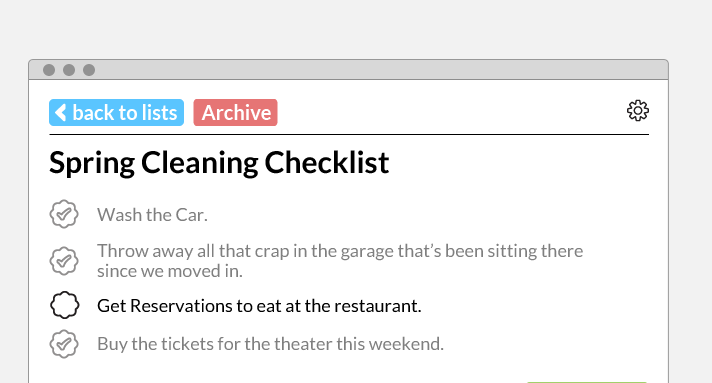 back to lists Archive
Spring Cleaning Checklist
Wash the Car.
Throw away all that crap in the garage that’s been sitting there
since we moved in.
Get Reservations to eat at the restaurant.
Buy the tickets for the theater this weekend.